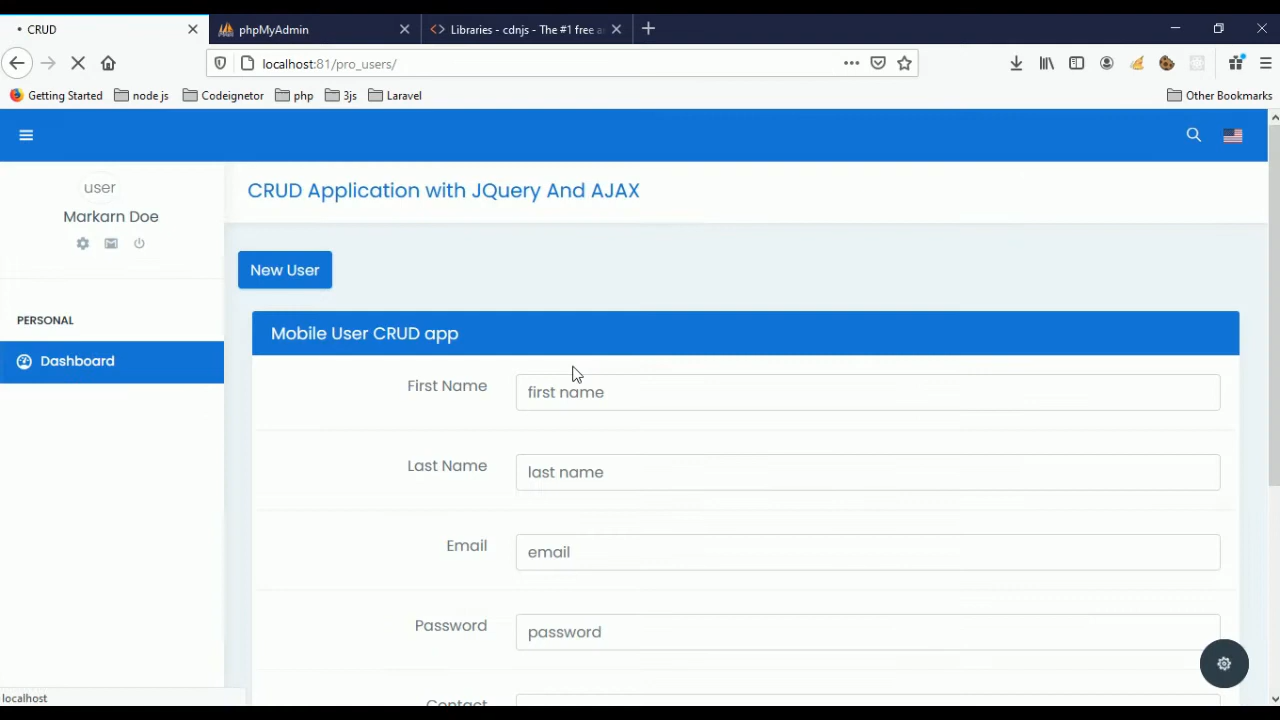 CRUD
phpMyAdmin
Libraries - cdnjs - The #1 free a
localhost:81/pro_users/
Getting Started
node js
Codeignetor
php
3js
Laravel
Other Bookmarks
user
Markarn Doe
CRUD Application with JQuery And AJAX
New User
PERSONAL
Dashboard
Mobile User CRUD app
First Name
first name
Last Name
last name
Email
email
Password
password
Contact
localhost